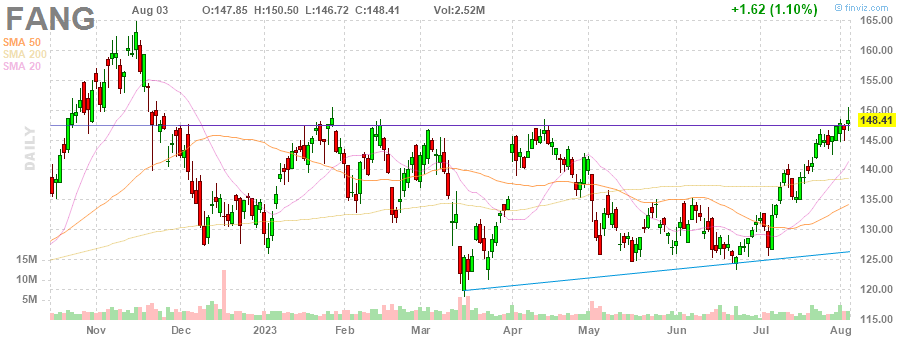 FANG Aug 03 O:147.85 H:150.50 L:146.72 C:148.41 Vol:2.52M +1.62 (1.10%) @ finviz.com
SMA 50
SMA 200
SMA 20
DAILY
165.00
160.00
155.00
150.00
148.41
145.00
140.00
135.00
130.00
125.00
120.00
115.00
15M
10M
5M
Nov Dec 2023 Feb Mar Apr May Jun Jul Aug